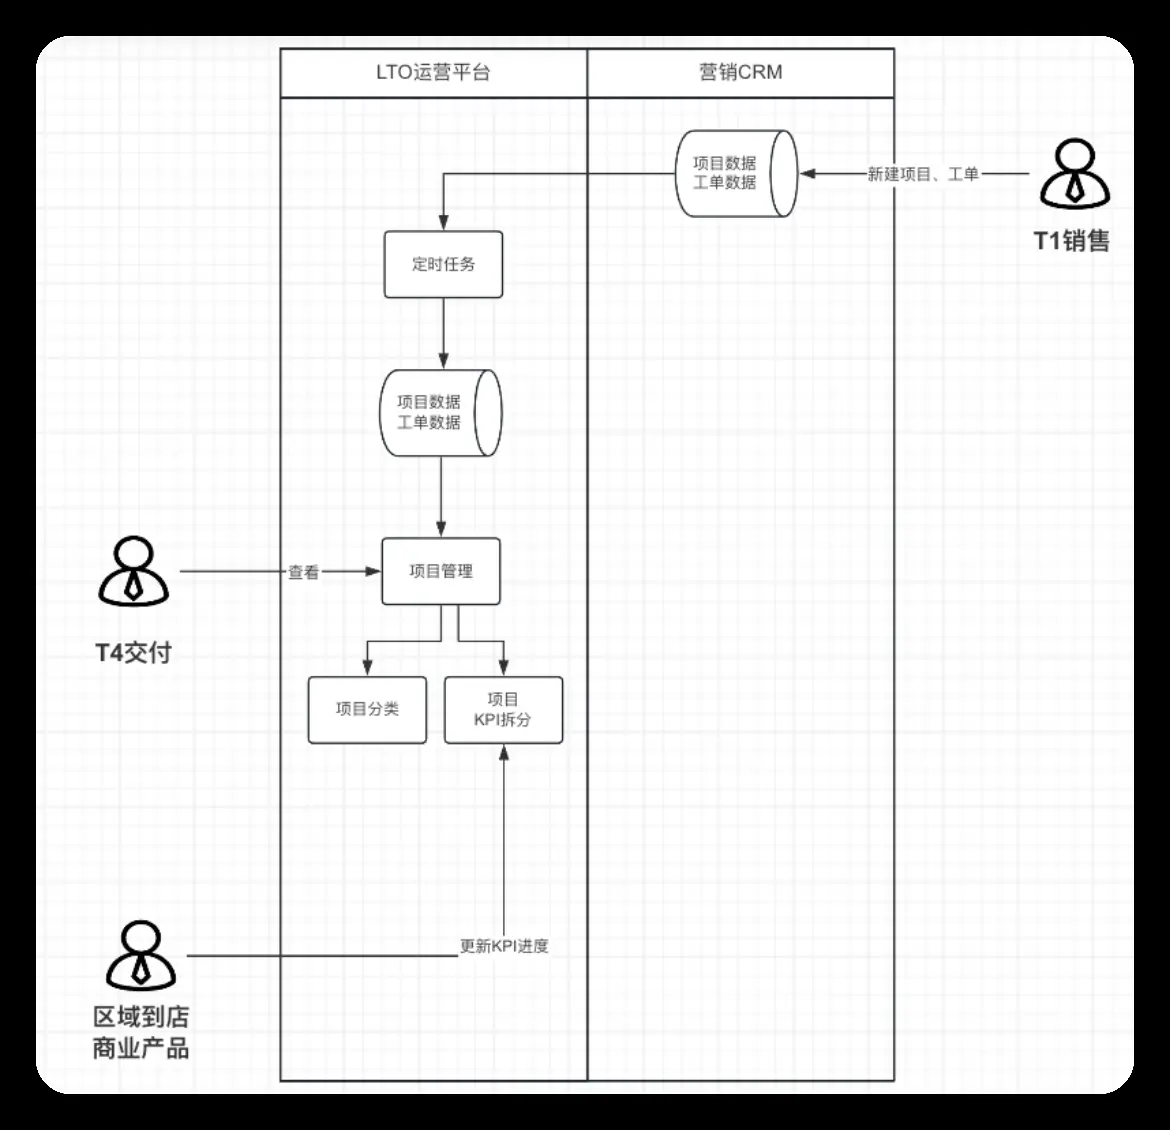 LTO运营平台
营销CRM
项目数据
工单数据
新建项目、工单
T1销售
定时任务
项目数据
工单数据
查看
项目管理
T4交付
项目分类
项目
KPI拆分
更新KPI进度
区域到店
商业产品